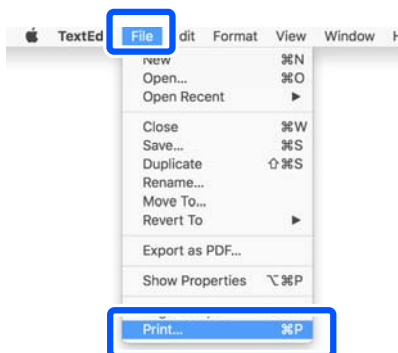 TextEd File dit Format View Window H
New ⌘N
Open... ⌘O
Open Recent ▶
Close ⌘W
Save... ⌘S
Duplicate ⇧⌘S
Rename...
Move To...
Revert To ▶
Export as PDF...
Show Properties ⌥⌘P
Print... ⌘P